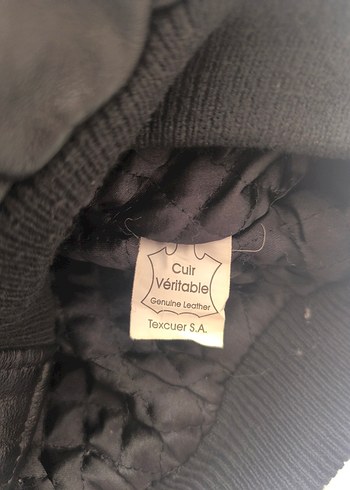 Cuir
Véritable
Genuine Leather
Texcuer S.A.